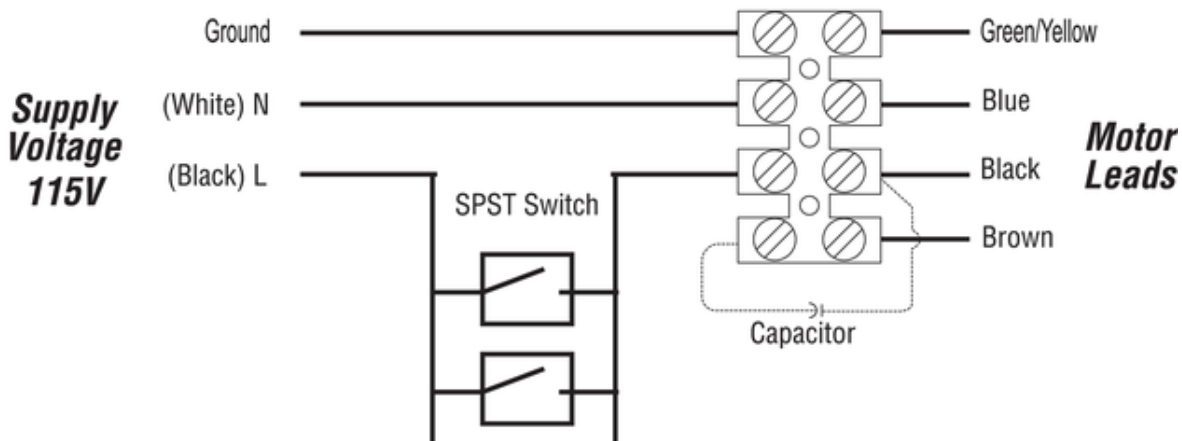 Supply
Voltage
115V
Ground
(White) N
(Black) L
SPST Switch
Green/Yellow
Blue
Black
Brown
Motor
Leads
Capacitor